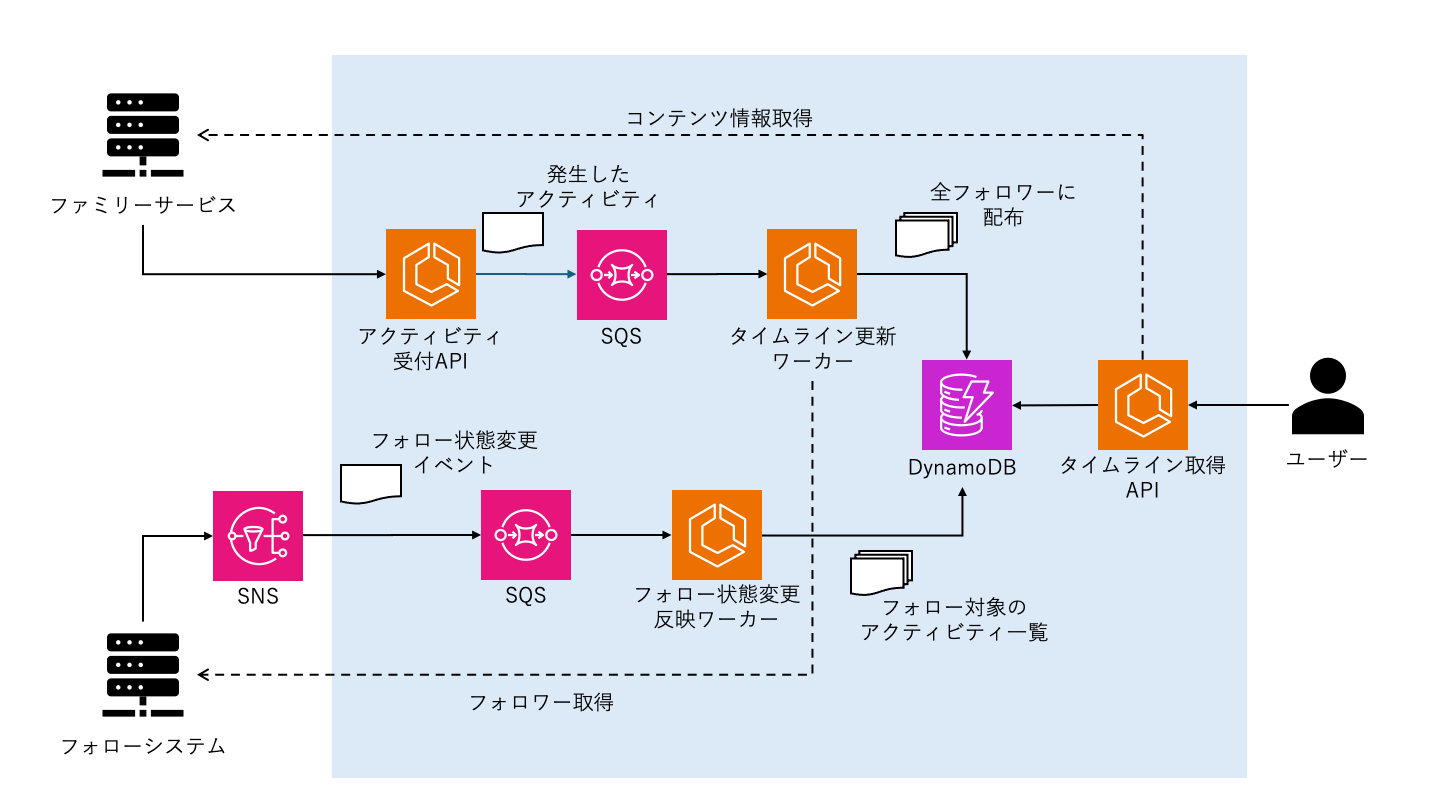 コンテンツ情報取得
発生した
アクティビティ
全フォロワーに
配布
ファミリーサービス
アクティビティ
受付API
SQS
タイムライン更新
ワーカー
フォロー状態変更
イベント
DynamoDB
タイムライン取得
API
ユーザー
SNS
SQS
フォロー状態変更
反映ワーカー
フォロー対象の
アクティビティ一覧
フォロワー取得
フォローシステム